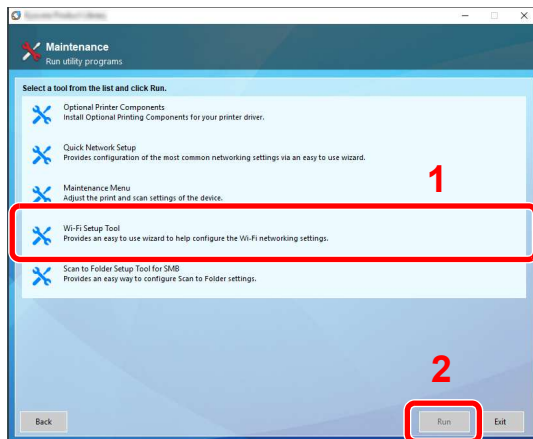 Maintenance
Run utility programs
Select a tool from the list and click Run.
Optional Printer Components
Install Optional Printing Components for your printer driver.
Quick Network Setup
Provides configuration of the most common networking settings via an easy to use wizard.
1
Maintenance Menu
Adjust the print and scan settings of the device.
Wi-Fi Setup Tool
Provides an easy to use wizard to help configure the Wi-Fi networking settings.
Scan to Folder Setup Tool for SMB
Provides an easy way to configure Scan to Folder settings.
2
Back
Run
Exit